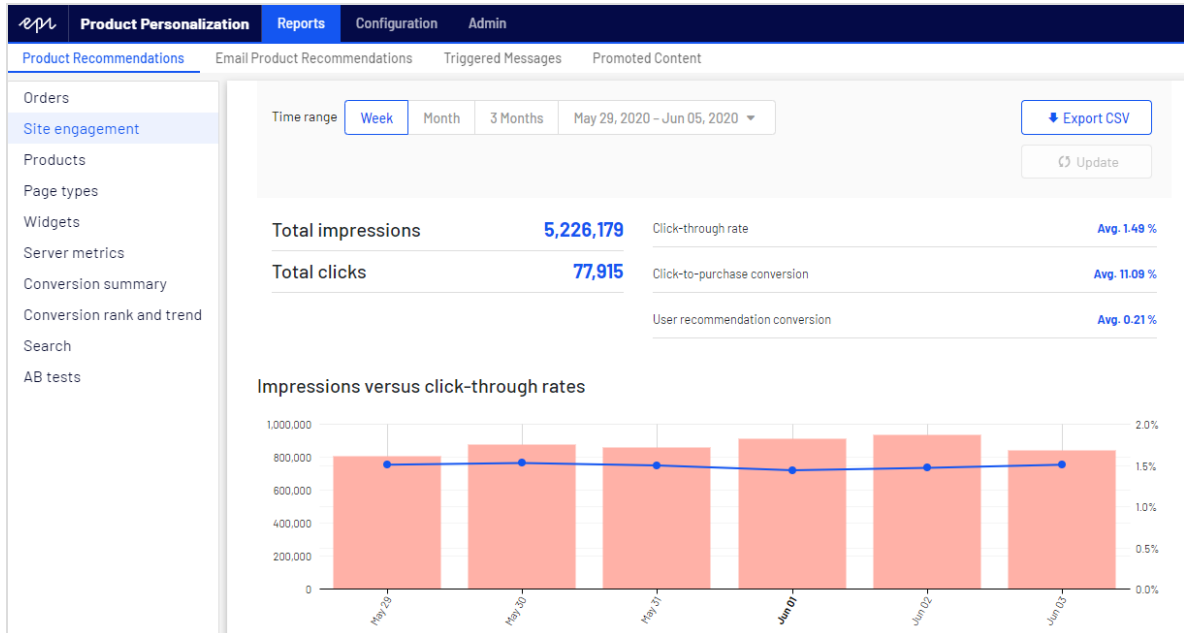 epi Product Personalization Reports Configuration Admin
Product Recommendations Email Product Recommendations Triggered Messages Promoted Content
Orders
Site engagement
Products
Page types
Widgets
Server metrics
Conversion summary
Conversion rank and trend
Search
AB tests
Time range Week Month 3 Months May 29, 2020 – Jun 05, 2020
Export CSV
Update
Total impressions 5,226,179
Total clicks 77,915
Click-through rate Avg. 1.49 %
Click-to-purchase conversion Avg. 11.09 %
User recommendation conversion Avg. 0.21 %
Impressions versus click-through rates
1,000,000 2.0%
800,000 1.5%
600,000 1.0%
400,000 0.5%
200,000
0 0.0%
May 29 May 30 May 31 Jun 01 Jun 02 Jun 03